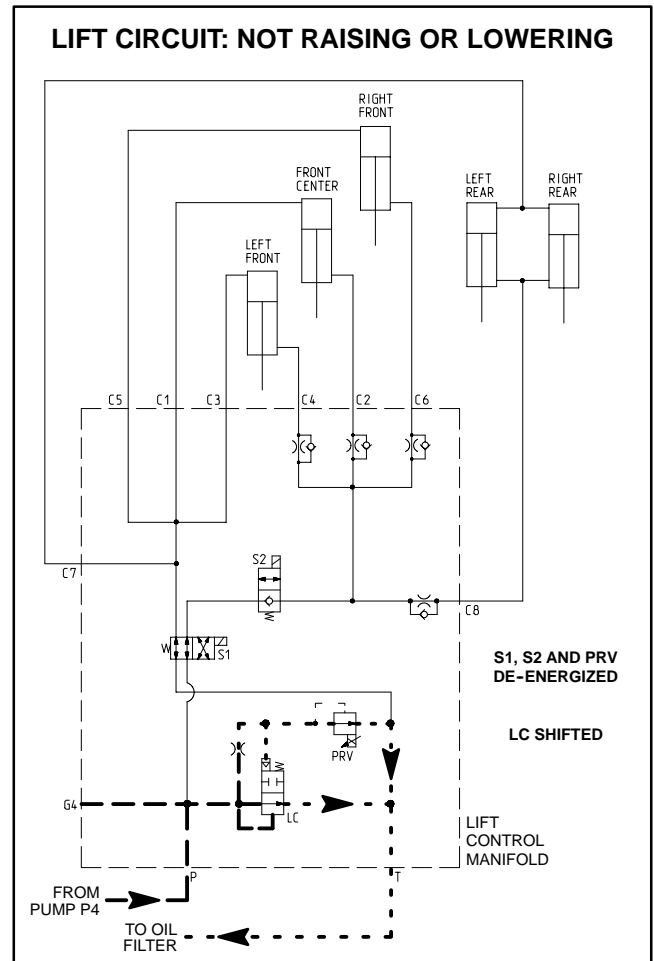 LIFT CIRCUIT: NOT RAISING OR LOWERING
RIGHT
FRONT
FRONT
CENTER
LEFT
FRONT
LEFT
REAR
RIGHT
REAR
C5
C1
C3
C4
C2
C6
C7
S2
C8
W
S1
W
S1, S2 AND PRV
DE-ENERGIZED
LC SHIFTED
PRV
W
G4
LC
LIFT
CONTROL
MANIFOLD
P
T
FROM
PUMP P4
TO OIL
FILTER